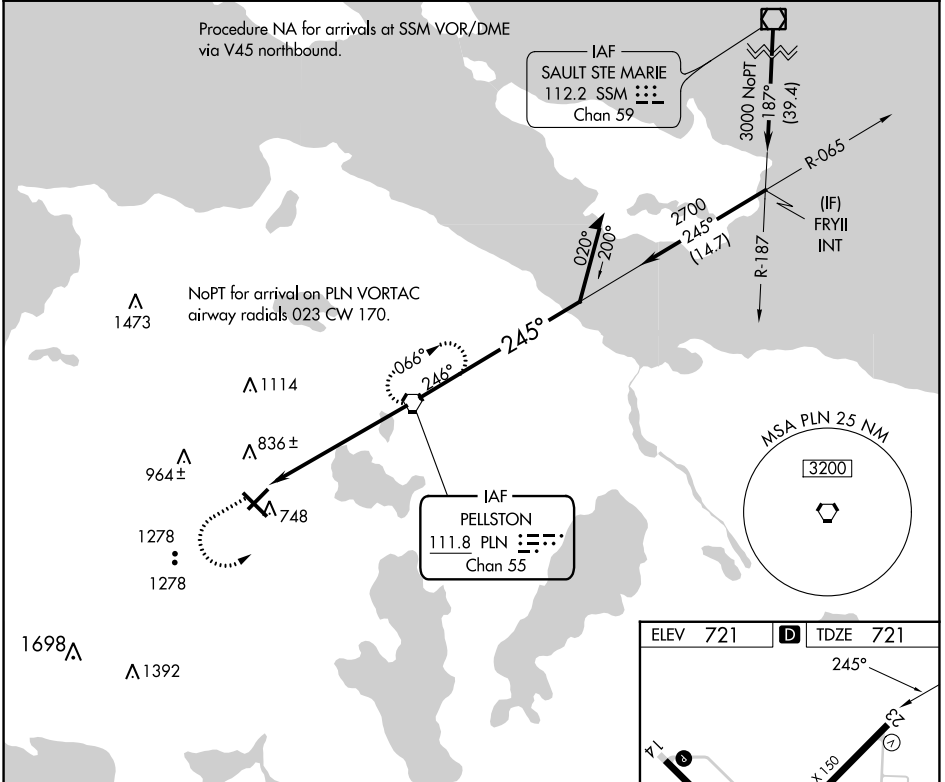 Procedure NA for arrivals at SSM VOR/DME
via V45 northbound.
IAF
SAULT STE MARIE
112.2 SSM
Chan 59
3000 NoPT
187°
(39.4)
R-065
(IF)
FRYII
INT
R-187
2700
245°
(14.7)
020°
200°
NoPT for arrival on PLN VORTAC
airway radials 023 CW 170.
1473
245°
066°
246°
1114
836 ±
964 ±
748
1278
1278
1698
1392
IAF
PELLSTON
111.8 PLN
Chan 55
MSA PLN 25 NM
3200
ELEV 721 D TDZE 721
245°
23
V
14
P
X 150